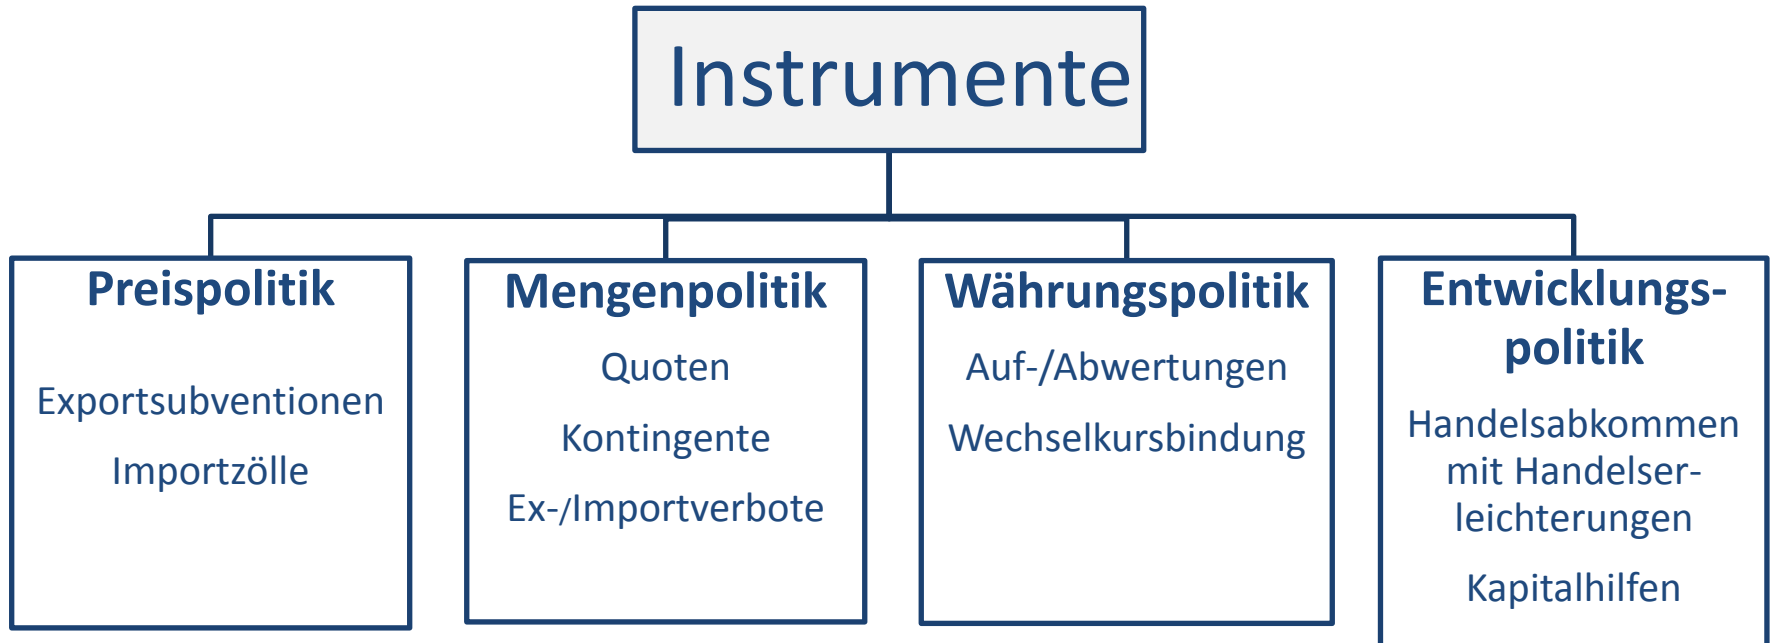 Instrumente
Preispolitik
Exportsubventionen
Importzölle
Mengenpolitik
Quoten
Kontingente
Ex-/Importverbote
Währungspolitik
Auf-/Abwertungen
Wechselkursbindung
Entwicklungs-
politik
Handelsabkommen
mit Handelser-
leichterungen
Kapitalhilfen